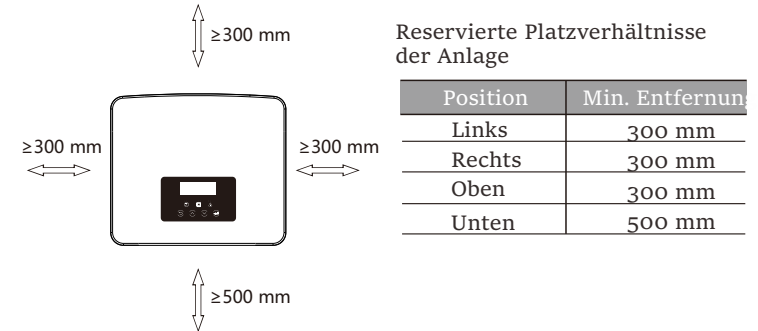 ≥300 mm
≥300 mm
≥300 mm
≥500 mm
Reservierte Platzverhältnisse
der Anlage
Position Min. Entfernung
Links 300 mm
Rechts 300 mm
Oben 300 mm
Unten 500 mm